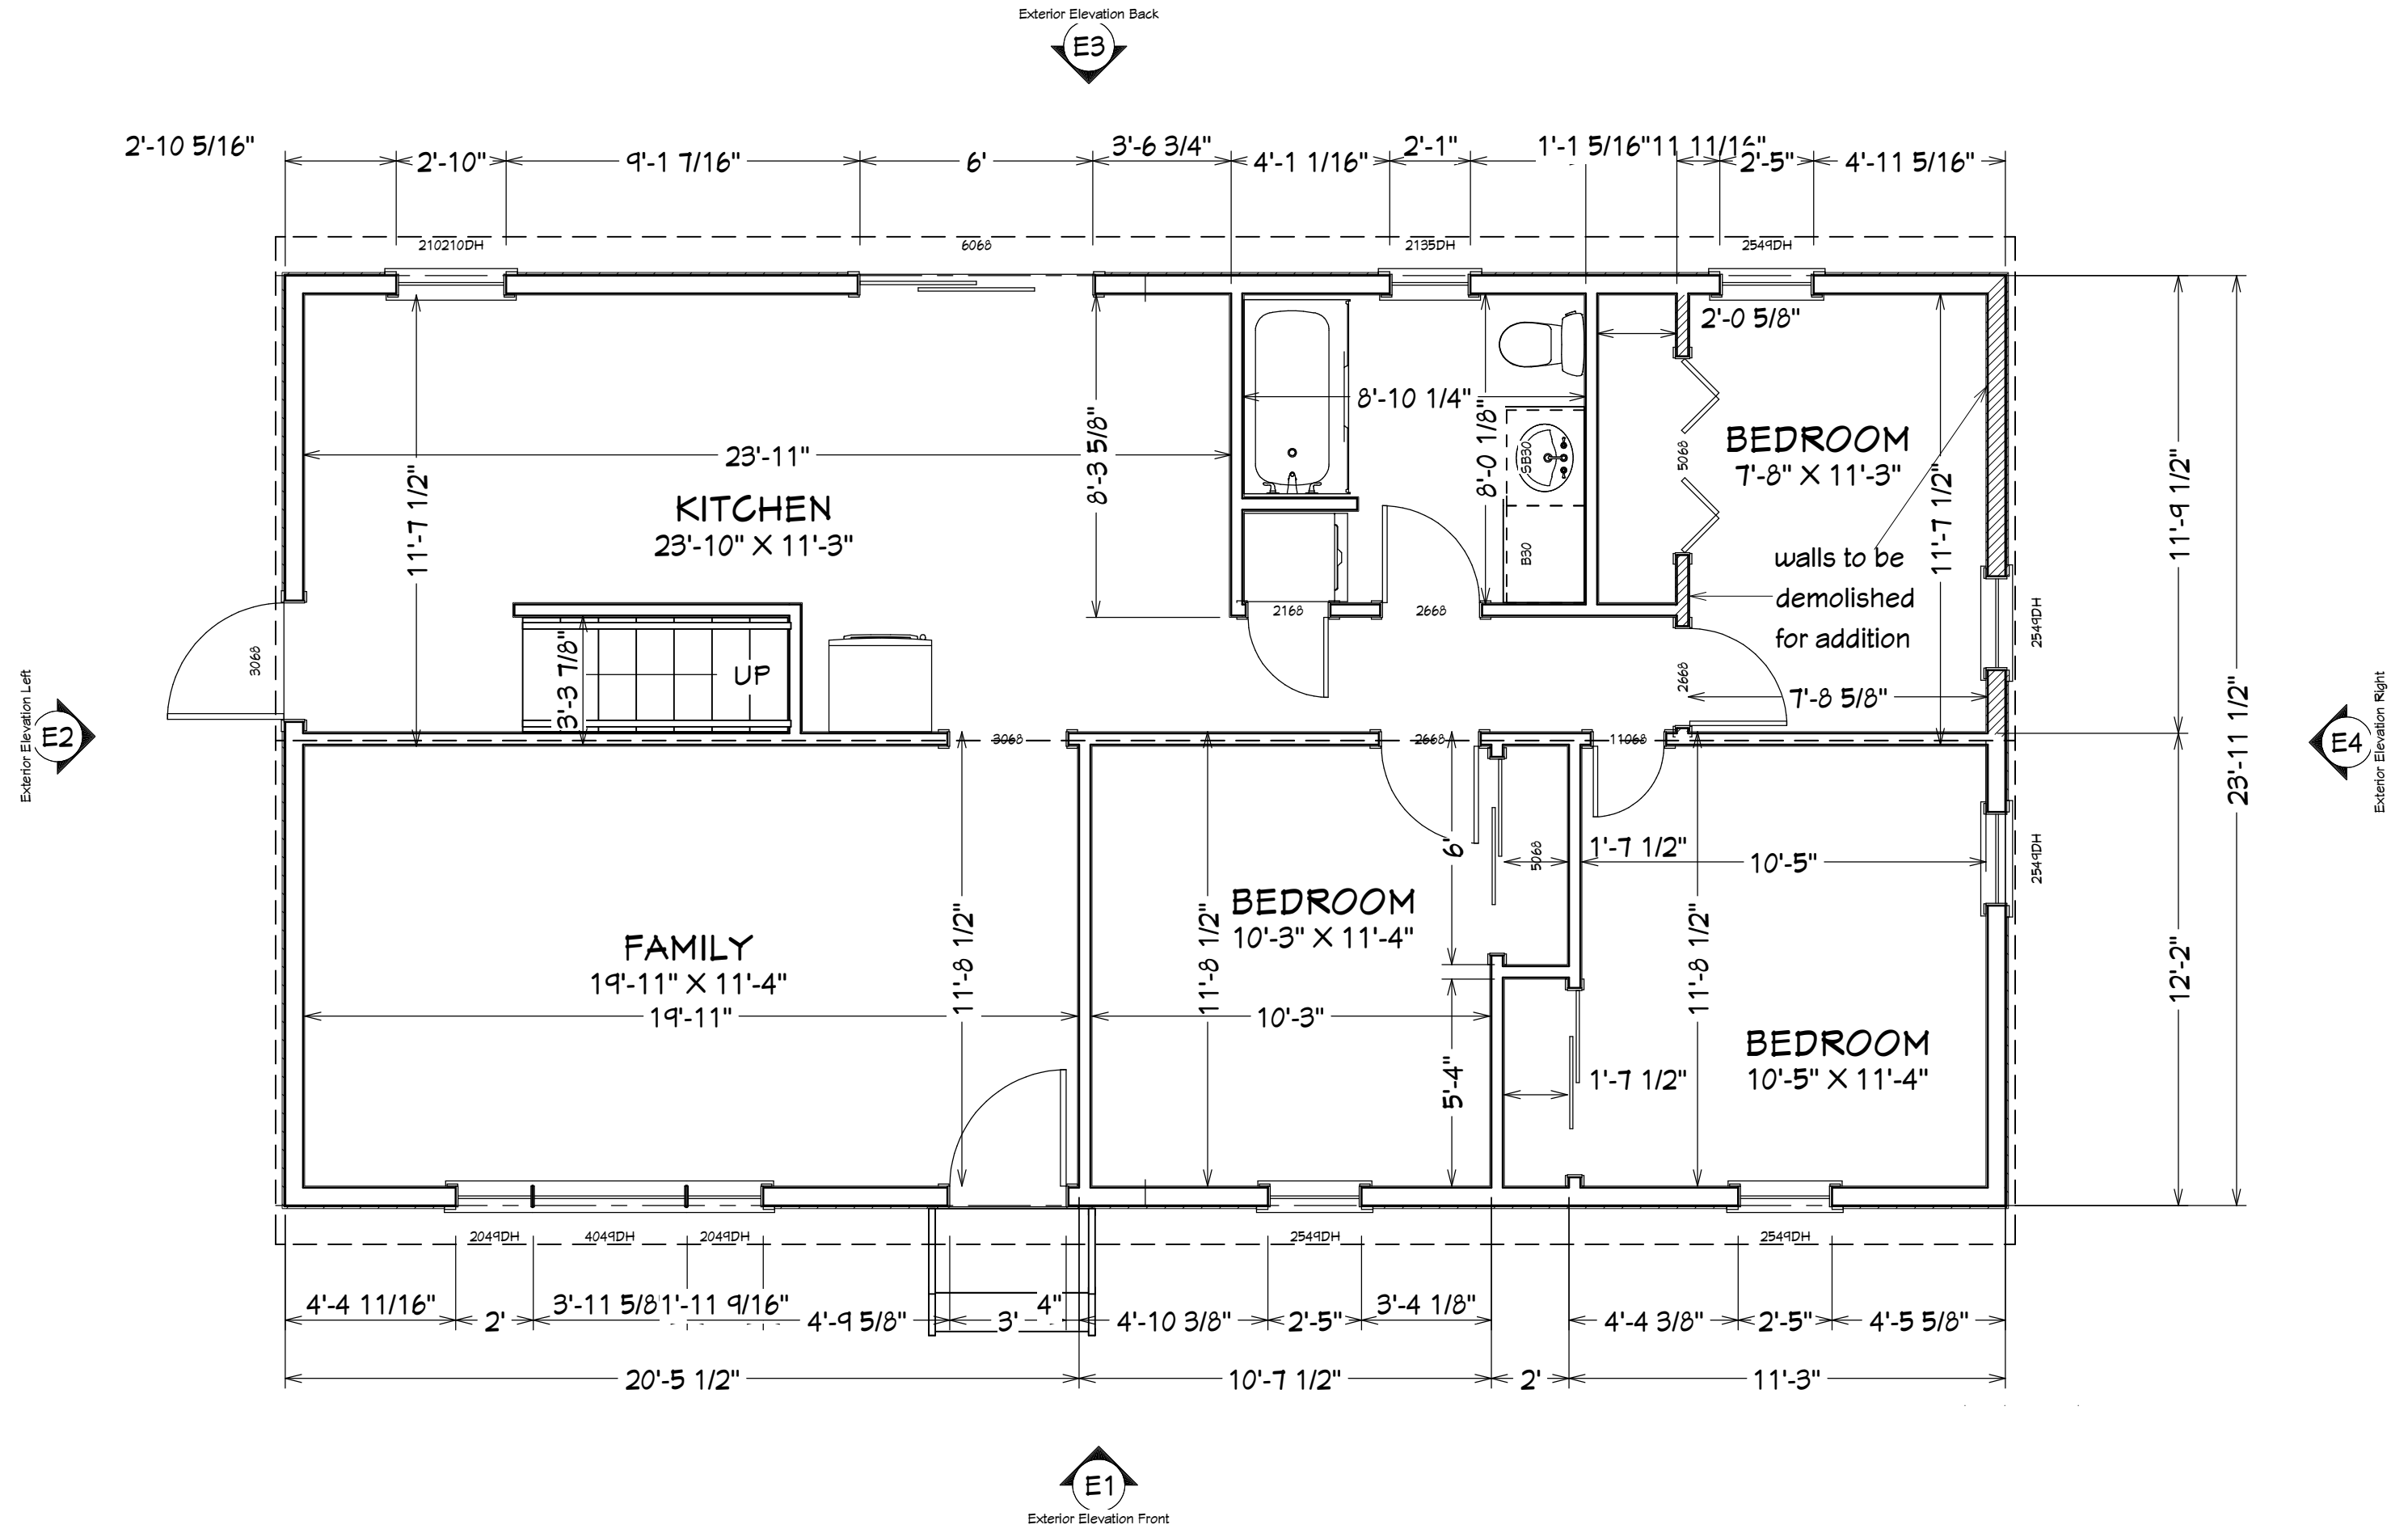 Exterior Elevation Back
E3
2'-10 5/16"
2'-10"
9'-1 7/16"
6'
3'-6 3/4"
4'-1 1/16"
2'-1"
1'-1 5/16"
11 11/16"
2'-5"
4'-11 5/16"
210210DH
6068
2135DH
2549DH
2'-0 5/8"
8'-10 1/4"
8'-3 5/8"
8'-0 1/8"
SB30
B30
5068
BEDROOM
7'-8" X 11'-3"
23'-11"
11'-7 1/2"
KITCHEN
23'-10" X 11'-3"
11'-7 1/2"
11'-9 1/2"
walls to be
demolished
for addition
2168
2668
2549DH
3068
3'-3 7/8"
UP
2668
7'-8 5/8"
Exterior Elevation Left
E2
3068
2668
11068
23'-11 1/2"
E4
Exterior Elevation Right
6'
5068
1'-7 1/2"
10'-5"
2549DH
BEDROOM
10'-3" X 11'-4"
FAMILY
19'-11" X 11'-4"
19'-11"
11'-8 1/2"
11'-8 1/2"
10'-3"
11'-8 1/2"
12'-2"
BEDROOM
10'-5" X 11'-4"
5'-4"
1'-7 1/2"
2049DH
4049DH
2049DH
2549DH
2549DH
4'-4 11/16"
2'
3'-11 5/8
1'-11 9/16"
4'-9 5/8"
3'
4"
4'-10 3/8"
2'-5"
3'-4 1/8"
4'-4 3/8"
2'-5"
4'-5 5/8"
20'-5 1/2"
10'-7 1/2"
2'
11'-3"
E1
Exterior Elevation Front